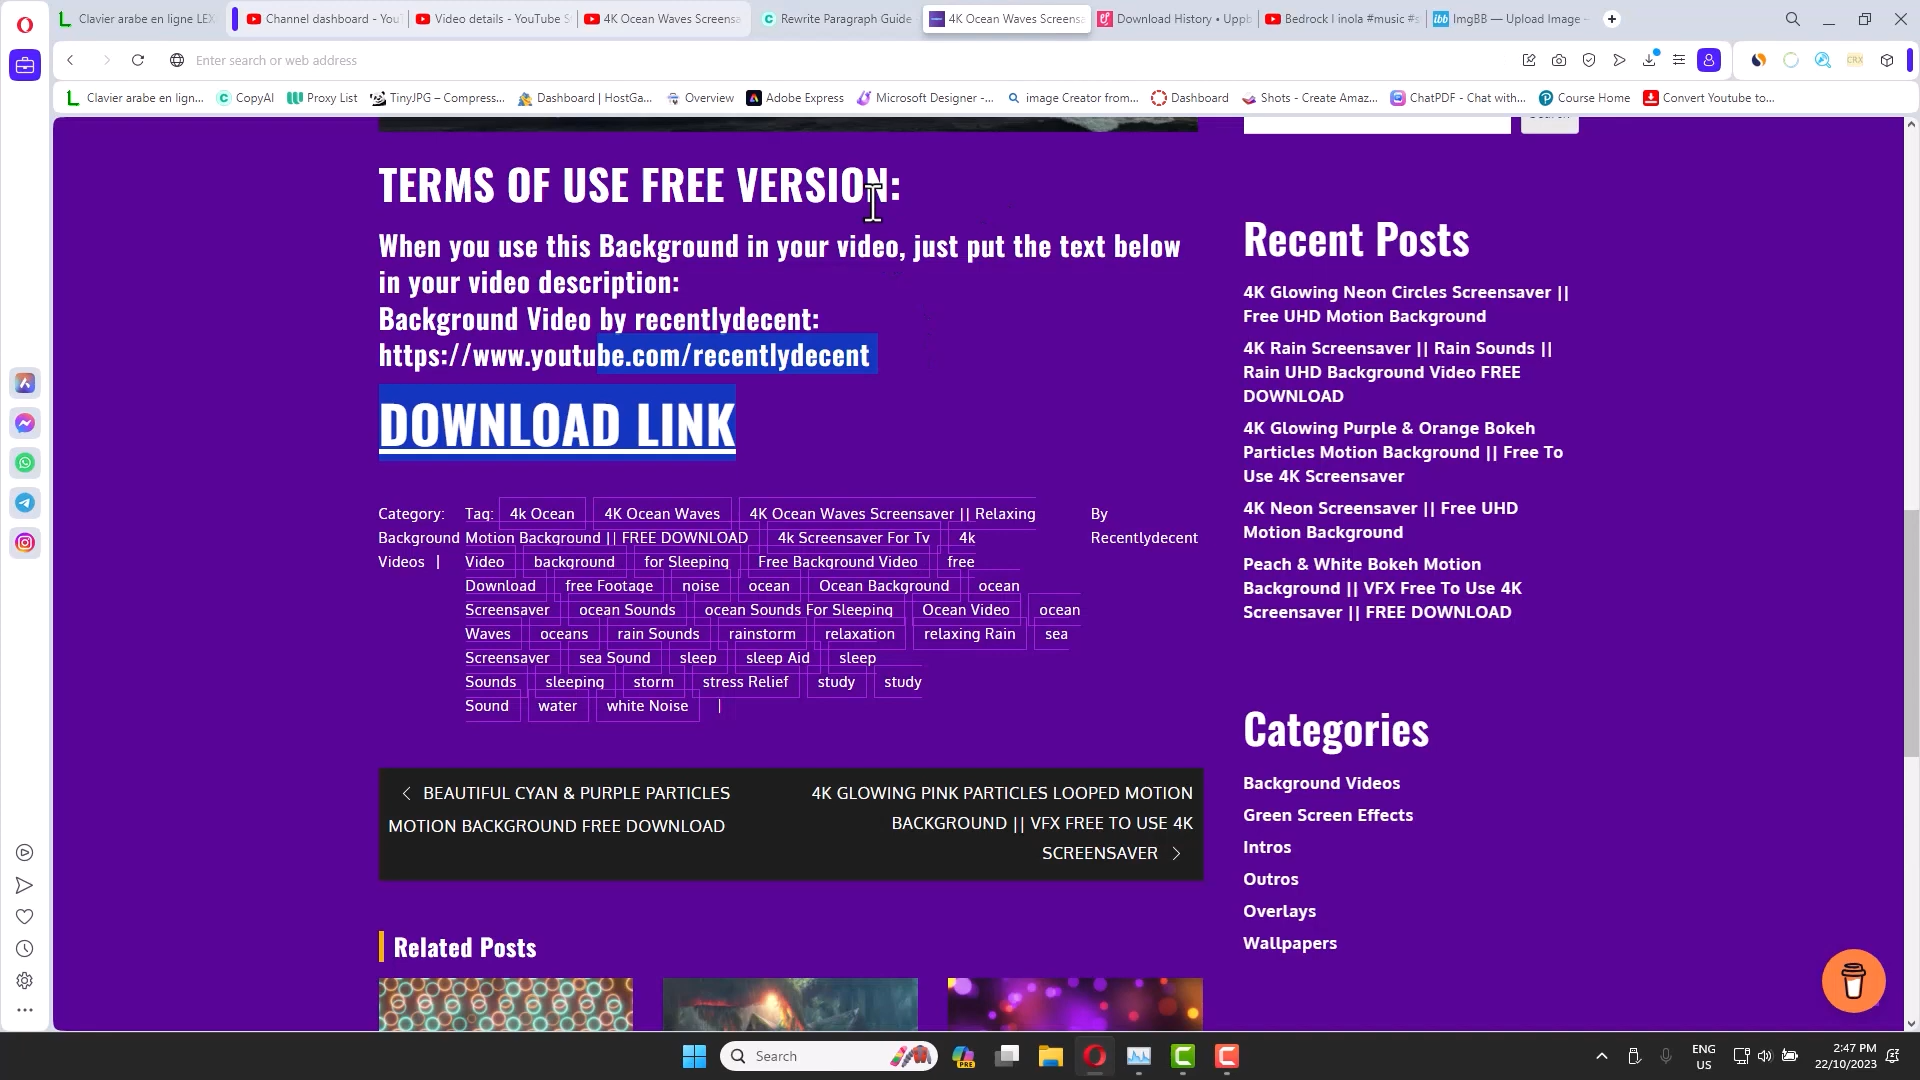 Clavier arabe en ligne LEX
Channel dashboard - You
Video details - YouTube S
4K Ocean Waves Screensa
Rewrite Paragraph Guide
4K Ocean Waves Screensa
Download History • Uppb
Bedrock I inola #music #s
ImgBB — Upload Image -
Enter search or web address
Clavier arabe en lign...
CopyAI
Proxy List
TinyJPG – Compress...
Dashboard | HostGa...
Overview
Adobe Express
Microsoft Designer -...
image Creator from...
Dashboard
Shots - Create Amaz...
ChatPDF - Chat with...
Course Home
Convert Youtube to...
Search
TERMS OF USE FREE VERSION:
When you use this Background in your video, just put the text below
in your video description:
Background Video by recentlydecent:
https://www.youtube.com/recentlydecent
DOWNLOAD LINK
Category:
Background
Videos |
Tag: 4k Ocean 4K Ocean Waves 4K Ocean Waves Screensaver || Relaxing
Motion Background || FREE DOWNLOAD 4k Screensaver For Tv 4k
Video background for Sleeping Free Background Video free
Download free Footage noise ocean Ocean Background ocean
Screensaver ocean Sounds ocean Sounds For Sleeping Ocean Video ocean
Waves oceans rain Sounds rainstorm relaxation relaxing Rain sea
Screensaver sea Sound sleep sleep Aid sleep
Sounds sleeping storm stress Relief study study
Sound water white Noise |
By
Recentlydecent
BEAUTIFUL CYAN & PURPLE PARTICLES
MOTION BACKGROUND FREE DOWNLOAD
4K GLOWING PINK PARTICLES LOOPED MOTION
BACKGROUND || VFX FREE TO USE 4K
SCREENSAVER
Related Posts
Recent Posts
4K Glowing Neon Circles Screensaver ||
Free UHD Motion Background
4K Rain Screensaver || Rain Sounds ||
Rain UHD Background Video FREE
DOWNLOAD
4K Glowing Purple & Orange Bokeh
Particles Motion Background || Free To
Use 4K Screensaver
4K Neon Screensaver || Free UHD
Motion Background
Peach & White Bokeh Motion
Background || VFX Free To Use 4K
Screensaver || FREE DOWNLOAD
Categories
Background Videos
Green Screen Effects
Intros
Outros
Overlays
Wallpapers
Search
PRE
ENG
US
2:47 PM
22/10/2023